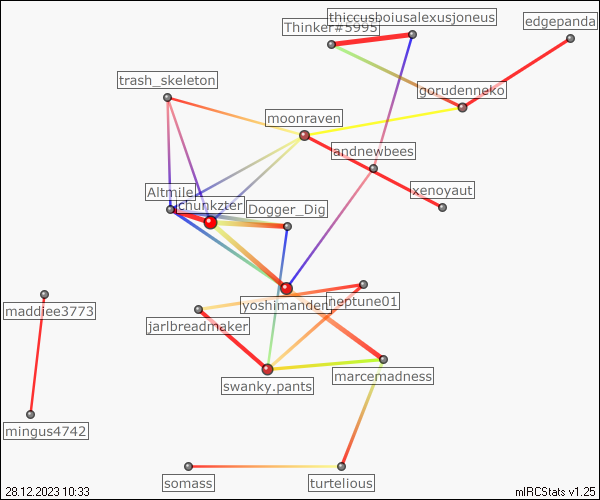 thiccusboiusalexusjoneus
edgepanda
Thinker#5995
trash_skeleton
gorudenneko
moonraven
andnewbees
Altmile
xenoyaut
chunkzter
Dogger_Dig
yoshimander
neptune01
maddiee3773
jarlbreadmaker
marcemadness
swanky.pants
mingus4742
somass
turtelious
28.12.2023 10:33
mIRCStats v1.25